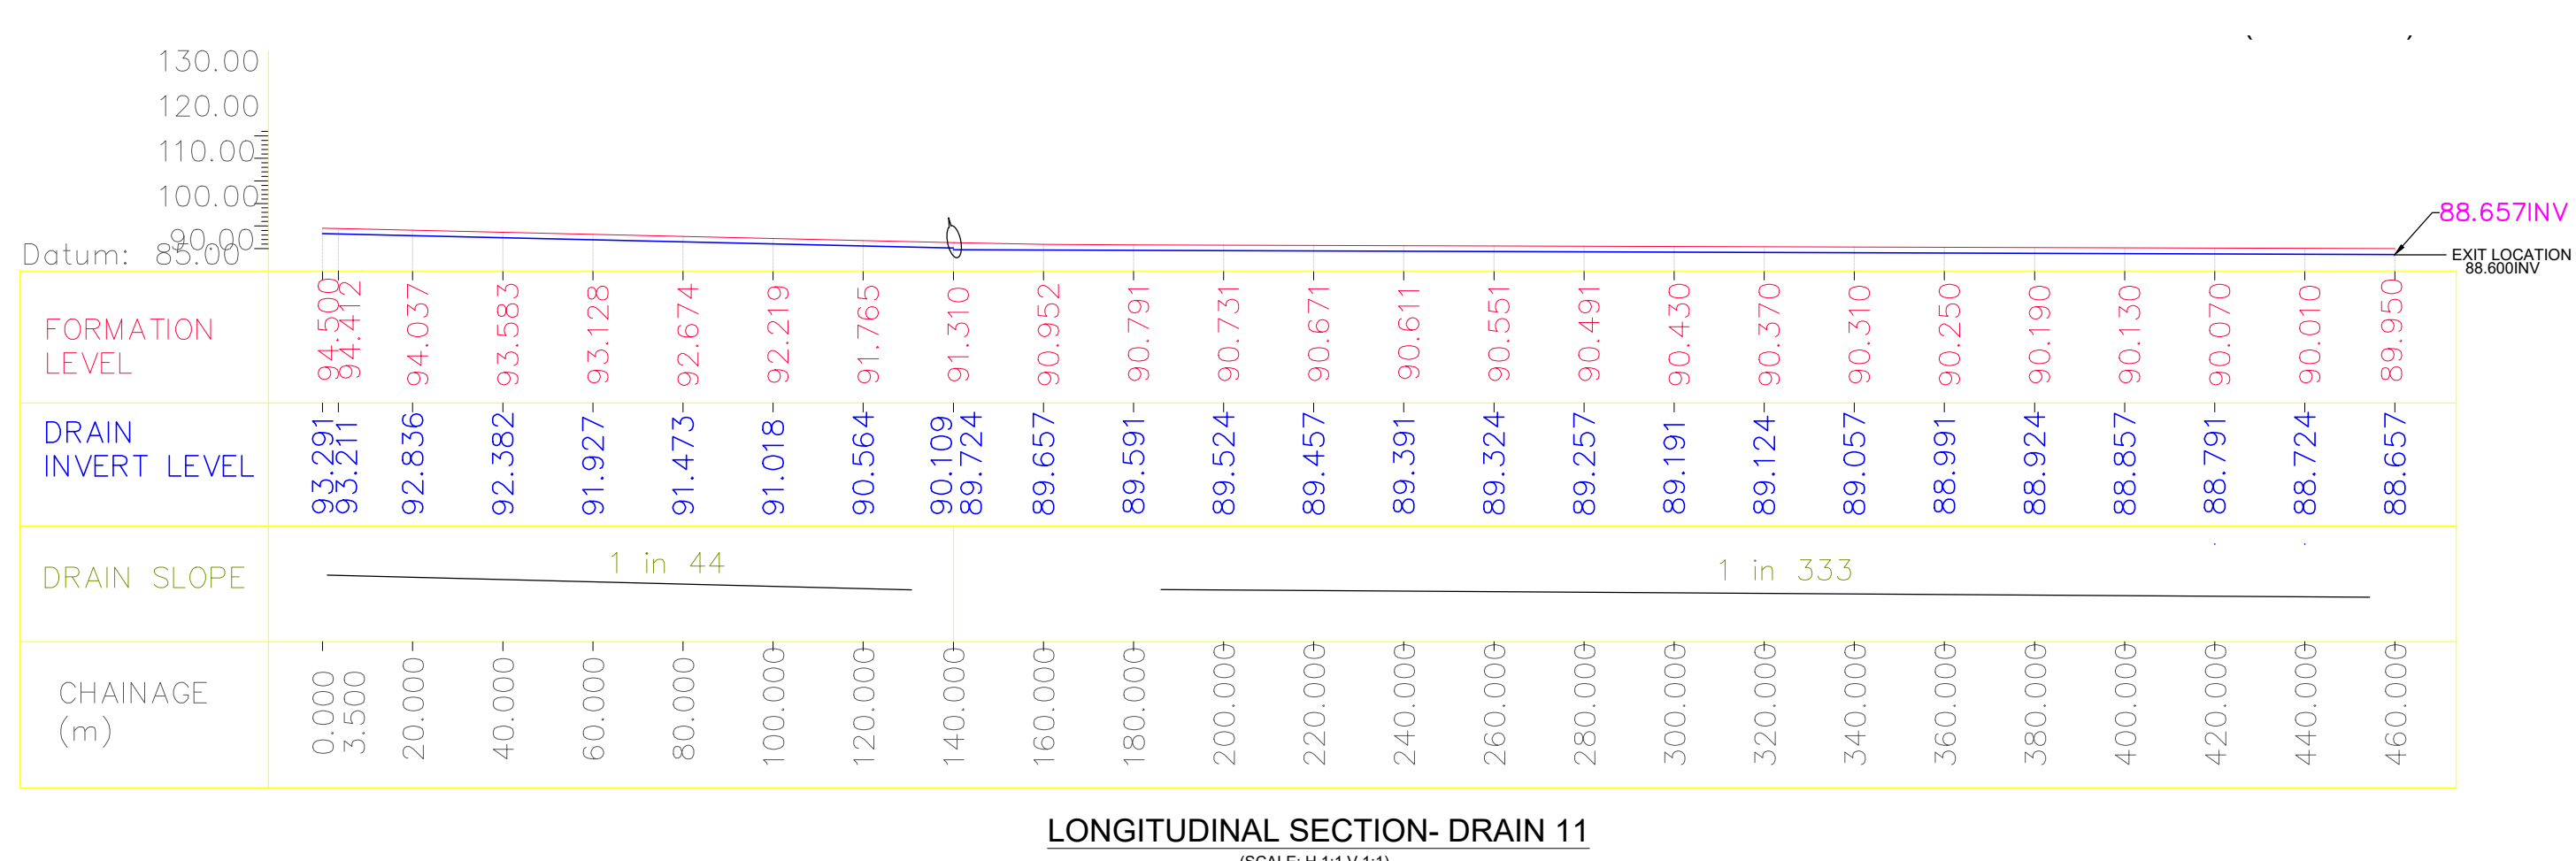 130.00
120.00
110.00
100.00
90.00
Datum: 85.00
88.657INV
EXIT LOCATION
88.600INV
FORMATION
LEVEL
94.500 94.412 94.037 93.583 93.128 92.674 92.219 91.765 91.310 90.952 90.791 90.731 90.671 90.611 90.551 90.491 90.430 90.370 90.310 90.250 90.190 90.130 90.070 90.010 89.950
DRAIN
INVERT LEVEL
93.291 93.211 92.836 92.382 91.927 91.473 91.018 90.564 90.109 89.724 89.657 89.591 89.524 89.457 89.391 89.324 89.257 89.191 89.124 89.057 88.991 88.924 88.857 88.791 88.724 88.657
DRAIN SLOPE
1 in 44
1 in 333
CHAINAGE
(m)
0.000 3.500 20.000 40.000 60.000 80.000 100.000 120.000 140.000 160.000 180.000 200.000 220.000 240.000 260.000 280.000 300.000 320.000 340.000 360.000 380.000 400.000 420.000 440.000 460.000
LONGITUDINAL SECTION- DRAIN 11
(SCALE: H 1:1 V 1:1)